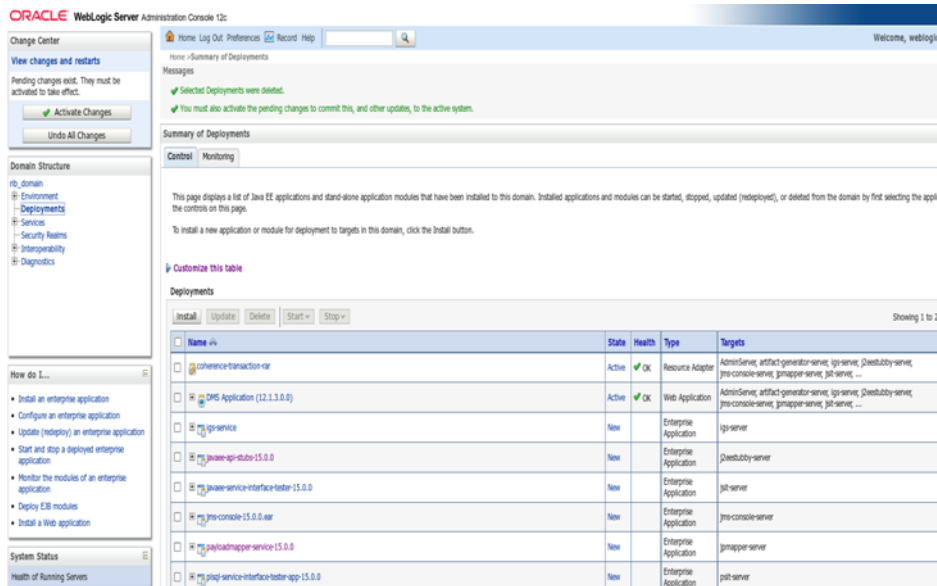 ORACLE WebLogic Server Administration Console 12c
Change Center
View changes and restarts
Pending changes exist. They must be
activated to take effect.
Activate Changes
Undo All Changes
Domain Structure
rib_domain
Environment
Deployments
Services
Security Realms
Interoperability
Diagnostics
How do I...
Install an enterprise application
Configure an enterprise application
Update (redeploy) an enterprise application
Start and stop a deployed enterprise
application
Monitor the modules of an enterprise
application
Deploy EJB modules
Install a Web application
System Status
Health of Running Servers
Home Log Out Preferences Record Help
Welcome, weblogic
Home >Summary of Deployments
Messages
Selected Deployments were deleted.
You must also activate the pending changes to commit this, and other updates, to the active system.
Summary of Deployments
Control Monitoring
This page displays a list of Java EE applications and stand-alone application modules that have been installed to this domain. Installed applications and modules can be started, stopped, updated (redeployed), or deleted from the domain by first selecting the appli
the controls on this page.
To install a new application or module for deployment to targets in this domain, click the Install button.
Customize this table
Deployments
Install Update Delete Start Stop
Showing 1 to 2
Name State Health Type Targets
coherence-transaction-rar Active OK Resource Adapter AdminServer, artifact-generator-server, igs-server, j2eestubby-server,
jms-console-server, jpmapper-server, jsit-server, ...
DMS Application (12.1.3.0.0) Active OK Web Application AdminServer, artifact-generator-server, igs-server, j2eestubby-server,
jms-console-server, jpmapper-server, jsit-server, ...
igs-service New Enterprise Application igs-server
javaee-api-stubs-15.0.0 New Enterprise Application j2eestubby-server
javaee-service-interface-tester-15.0.0 New Enterprise Application jsit-server
jms-console-15.0.0.ear New Enterprise Application jms-console-server
payloadmapper-service-15.0.0 New Enterprise Application jpmapper-server
plsql-service-interface-tester-app-15.0.0 New Enterprise Application psit-server